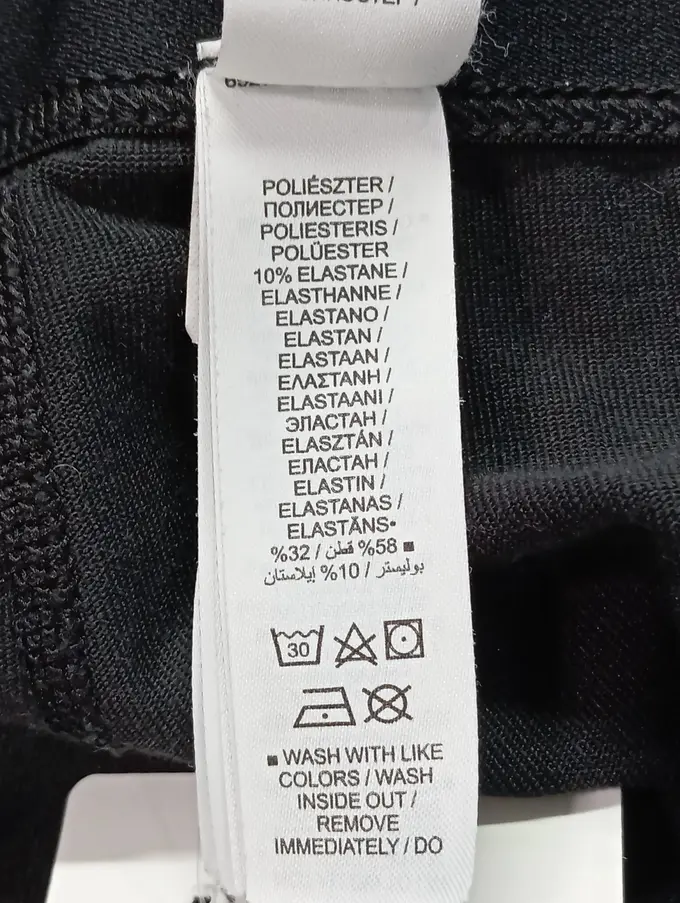 POLIÉSZTER /
ПОЛИЕСТЕР /
POLIESTERIS /
POLÜESTER
10% ELASTANE /
ELASTHANNE /
ELASTANO /
ELASTAN /
ELASTAAN /
ΕΛΑΣΤΑΝΗ /
ELASTAANI /
ЭЛАСТАН /
ELASZTÁN /
ЕЛАСТАН /
ELASTIN /
ELASTANAS /
ELASTĀNS•
■ 58% قطن / 32%
بوليستر / 10% إيلاستان
30
■ WASH WITH LIKE
COLORS / WASH
INSIDE OUT /
REMOVE
IMMEDIATELY / DO